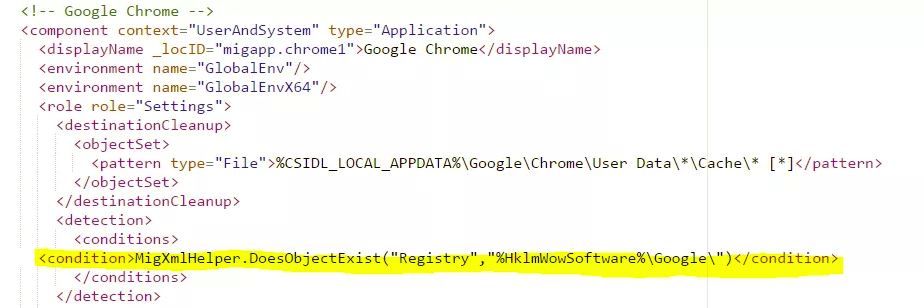 <!-- Google Chrome -->
<component context="UserAndSystem" type="Application">
<displayName _locID="migapp.chrome1">Google Chrome</displayName>
<environment name="GlobalEnv"/>
<environment name="GlobalEnvX64"/>
<role role="Settings">
<destinationCleanup>
<objectSet>
<pattern type="File">%CSIDL_LOCAL_APPDATA%\Google\Chrome\User Data\*\Cache\* [*]</pattern>
</objectSet>
</destinationCleanup>
<detection>
<conditions>
<condition>MigXmlHelper.DoesObjectExist("Registry","%HklmWowSoftware%\Google\")</condition>
</conditions>
</detection>